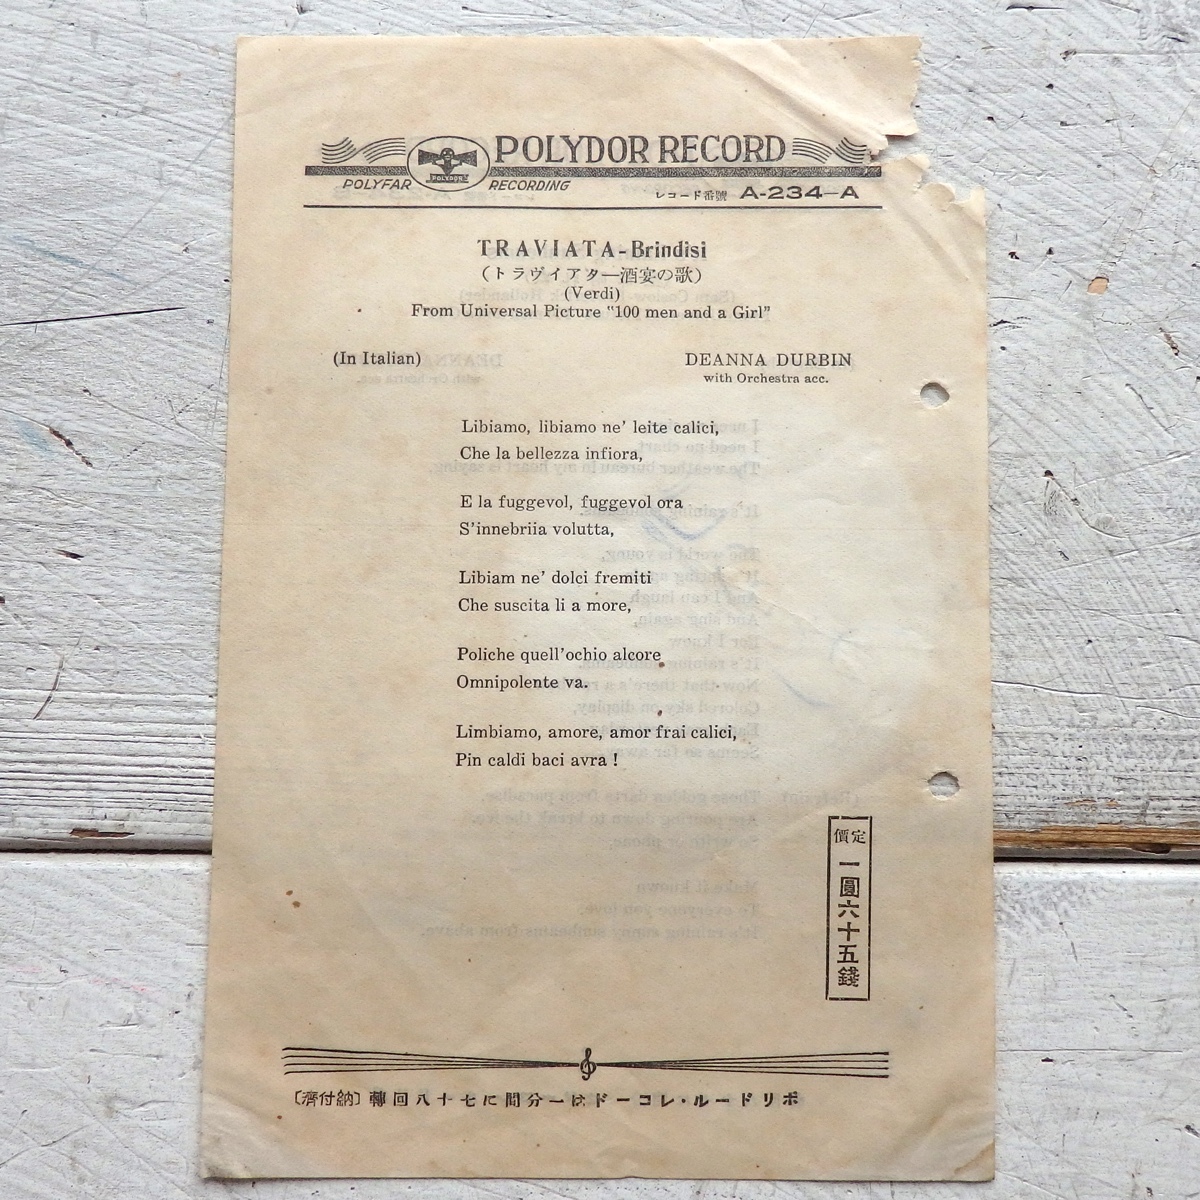 POLYDOR RECORD
POLYDOR
POLYFAR RECORDING
レコード番號 A-234-A
TRAVIATA-Brindisi
(トラヴイアタ—酒宴の歌)
(Verdi)
From Universal Picture "100 men and a Girl"
(In Italian) DEANNA DURBIN
with Orchestra acc.
Libiamo, libiamo ne' leite calici,
Che la bellezza infiora,
E la fuggevol, fuggevol ora
S'innebriia volutta,
Libiam ne' dolci fremiti
Che suscita li a more,
Poliche quell'ochio alcore
Omnipolente va.
Limbiamo, amore, amor frai calici,
Pin caldi baci avra !
定價
一圓六十五錢
ポリドール・レコードは一分間に七十八回轉〔納付濟〕